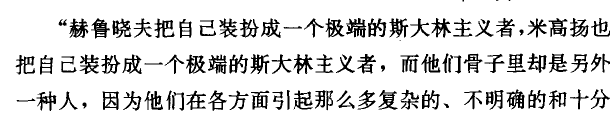 “赫鲁晓夫把自己装扮成一个极端的斯大林主义者，米高扬也
把自己装扮成一个极端的斯大林主义者，而他们骨子里却是另外
一种人，因为他们在各方面引起那么多复杂的、不明确的和十分